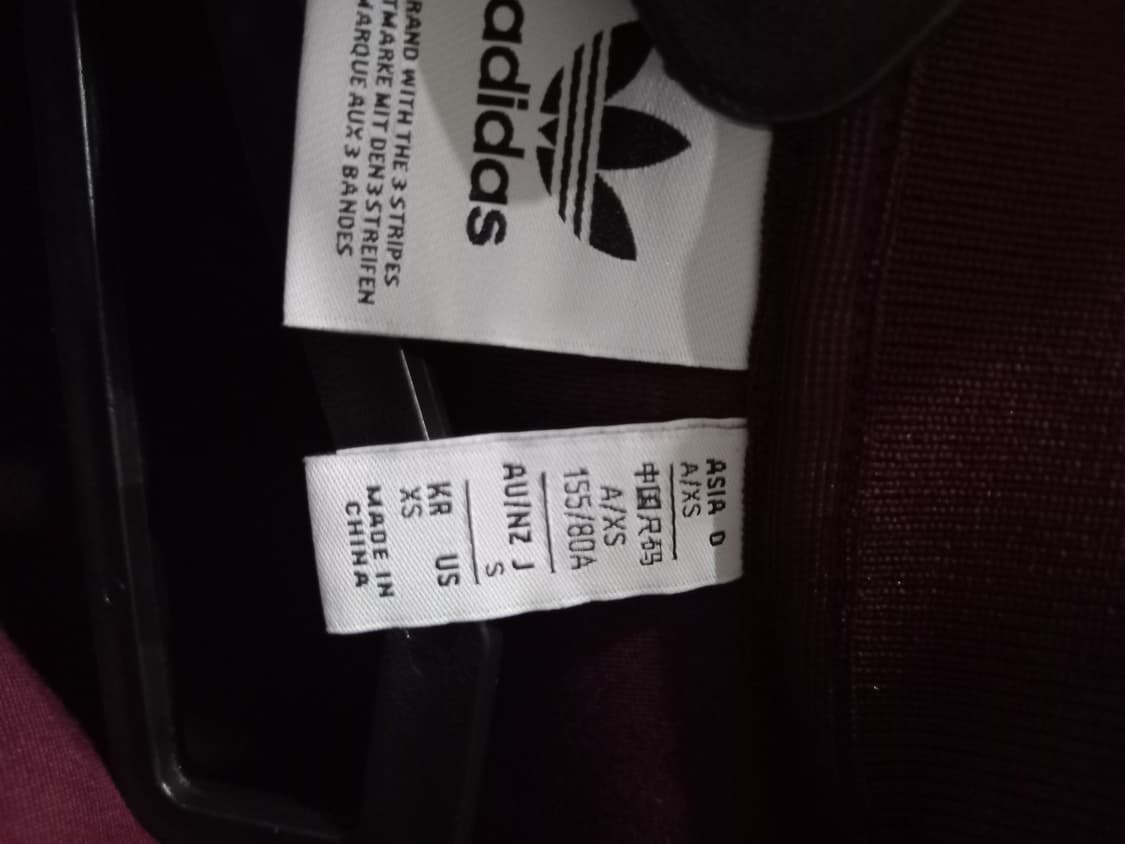 adidas
RAND WITH THE 3 STRIPES
TMARKE MIT DEN 3 STREIFEN
MARQUE AUX 3 BANDES
ASIA D
A/XS
中国尺码
A/XS
155/80A
AU/NZ J
S
KR US
XS
MADE IN
CHINA